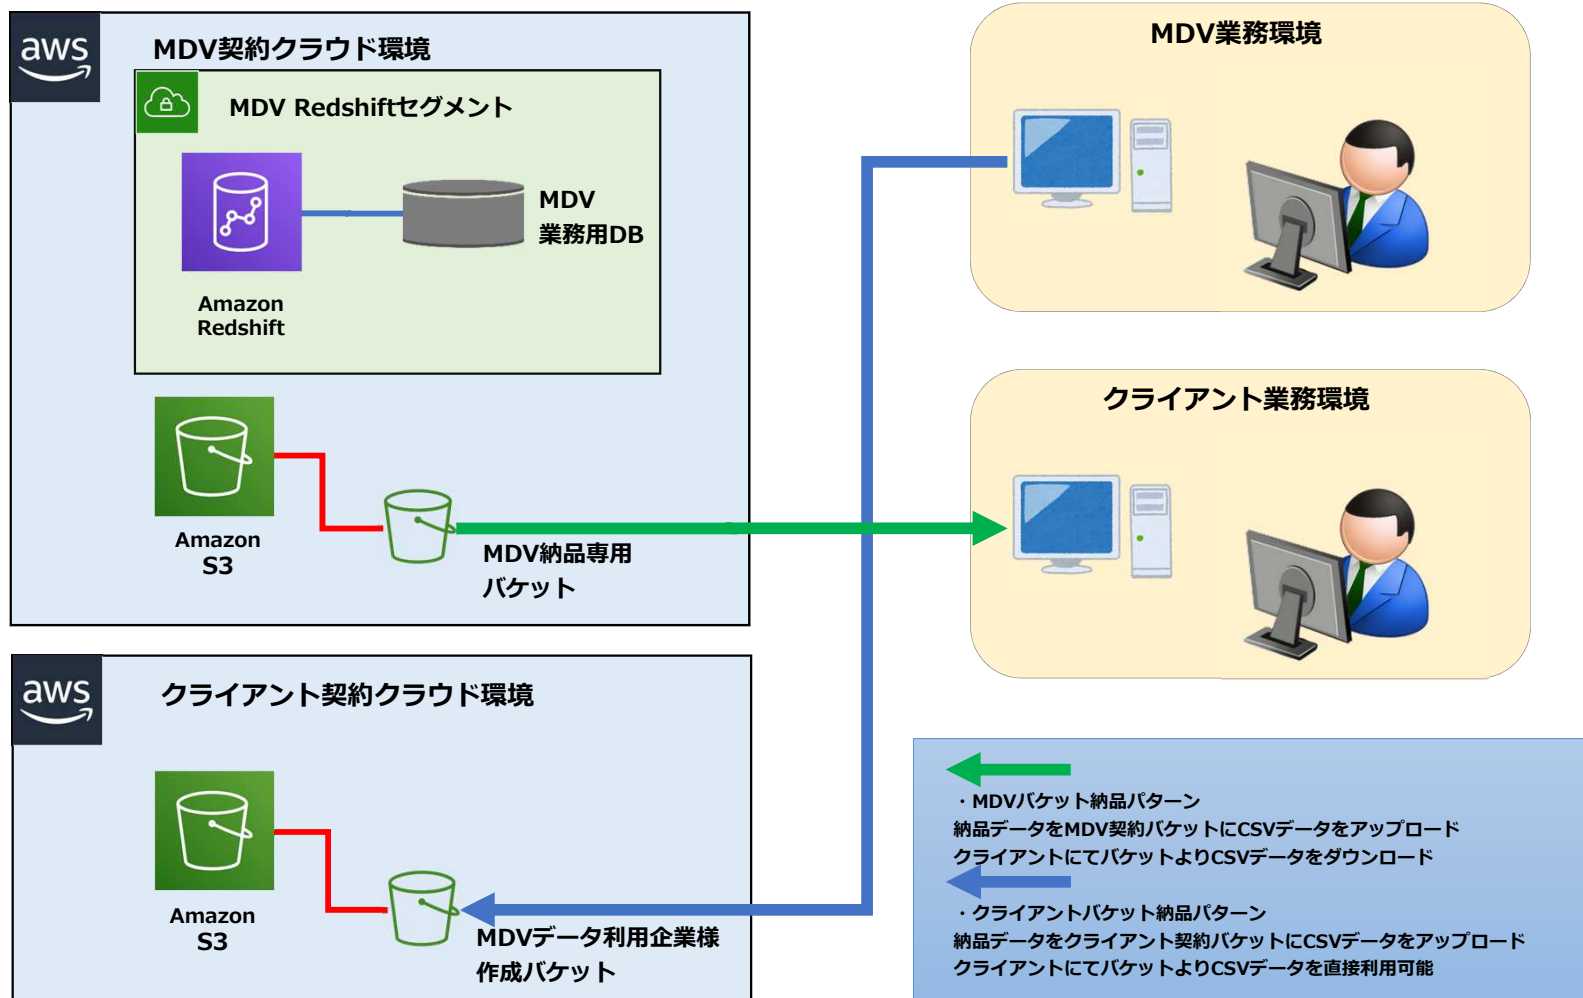 aws
MDV契約クラウド環境
MDV Redshiftセグメント
MDV
業務用DB
Amazon
Redshift
Amazon
S3
MDV納品専用
バケット
MDV業務環境
クライアント業務環境
aws
クライアント契約クラウド環境
Amazon
S3
MDVデータ利用企業様
作成バケット
・MDVバケット納品パターン
納品データをMDV契約バケットにCSVデータをアップロード
クライアントにてバケットよりCSVデータをダウンロード
・クライアントバケット納品パターン
納品データをクライアント契約バケットにCSVデータをアップロード
クライアントにてバケットよりCSVデータを直接利用可能